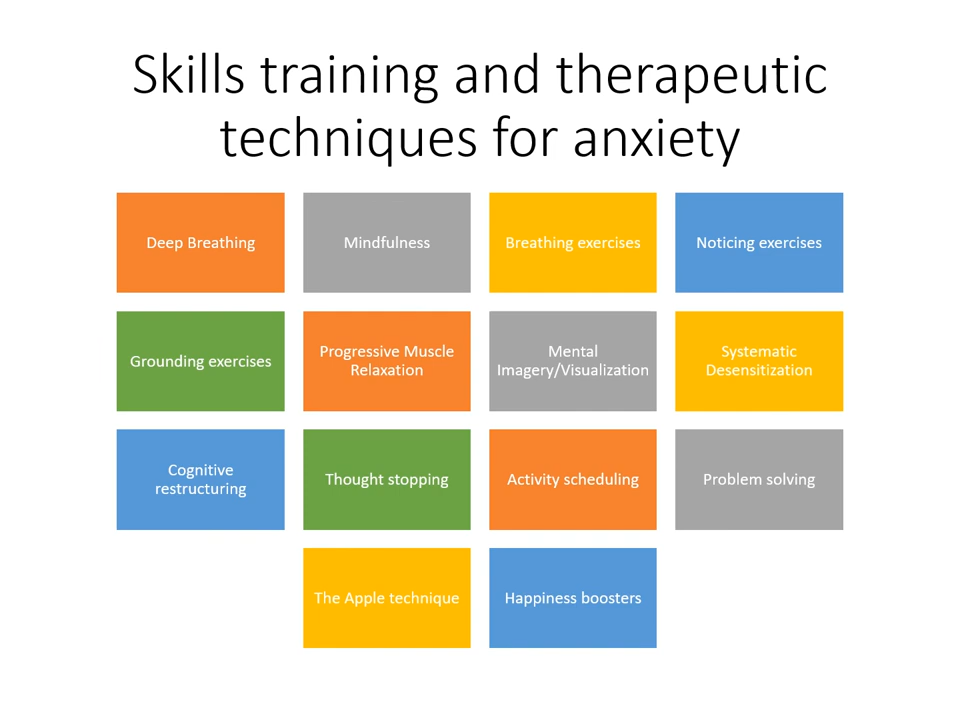 Skills training and therapeutic
techniques for anxiety
Deep Breathing
Mindfulness
Breathing exercises
Noticing exercises
Grounding exercises
Progressive Muscle
Relaxation
Mental
Imagery/Visualization
Systematic
Desensitization
Cognitive
restructuring
Thought stopping
Activity scheduling
Problem solving
The Apple technique
Happiness boosters